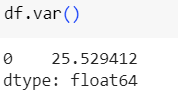 df.var()
0    25.529412
dtype: float64